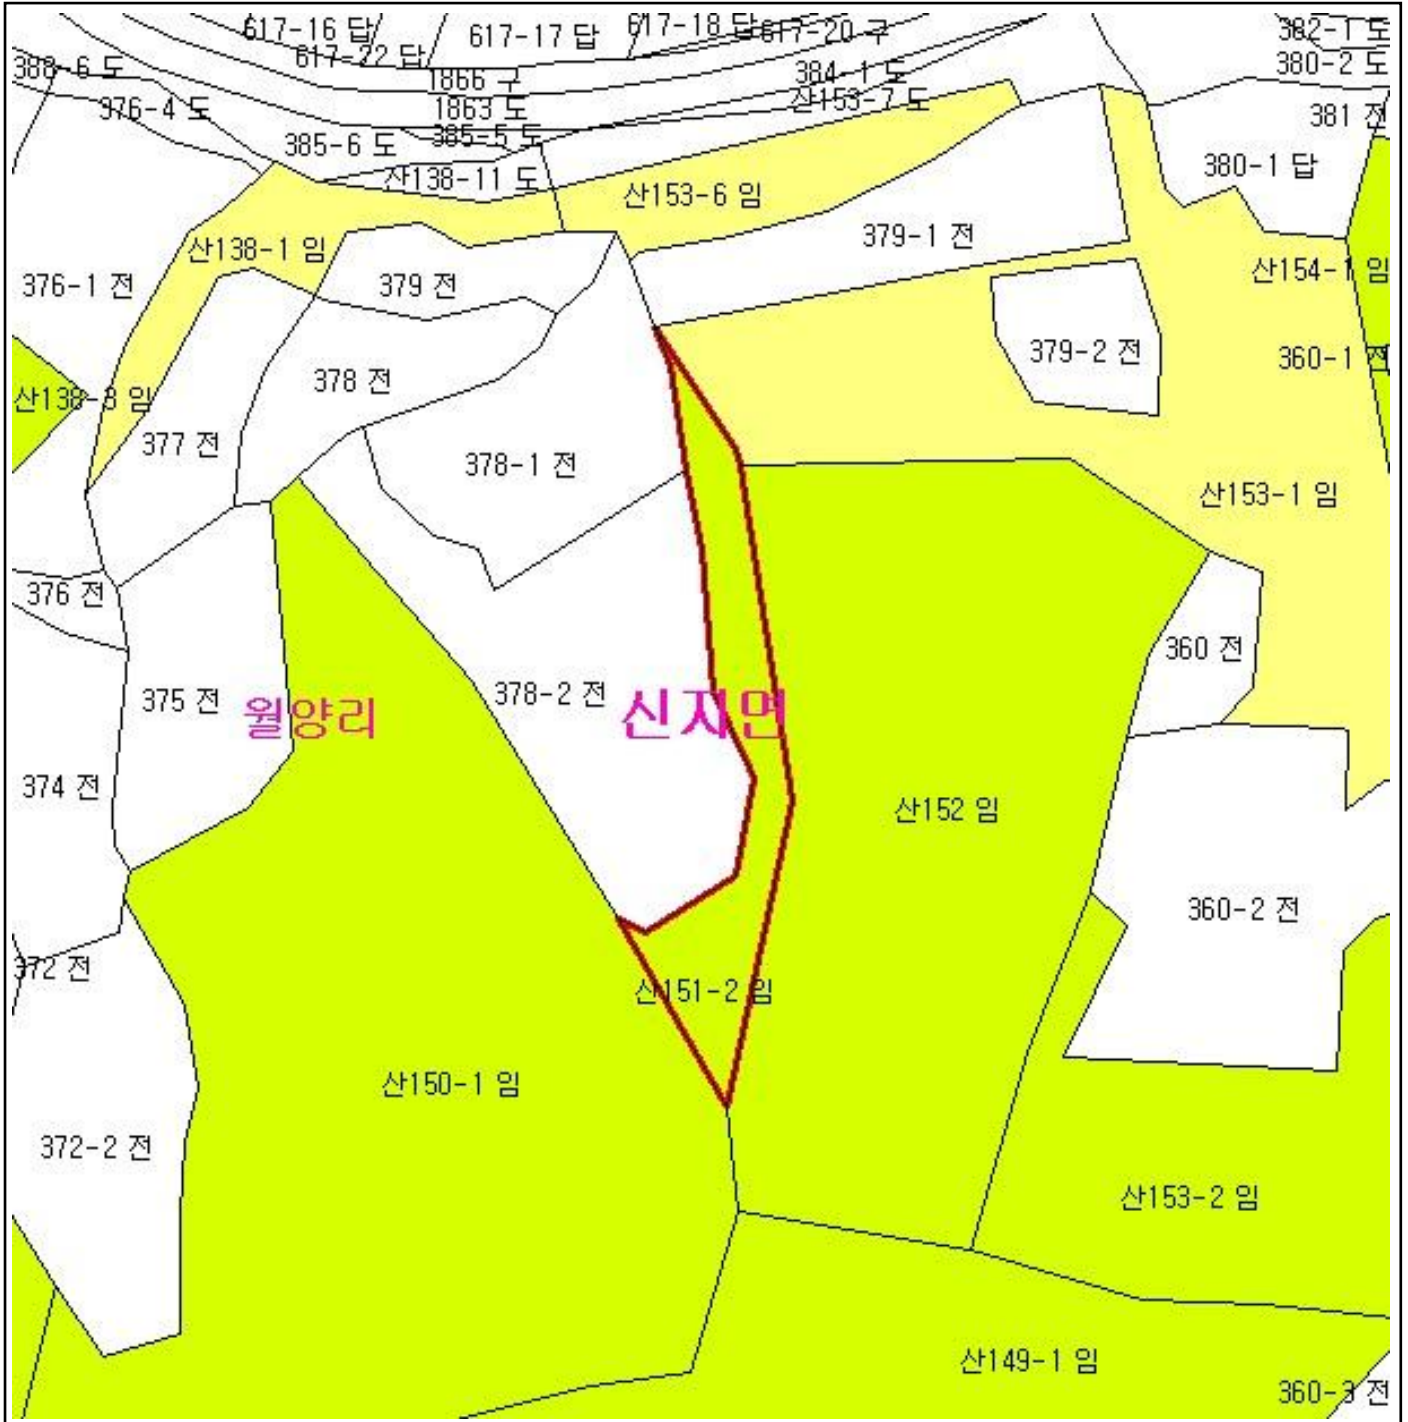 617-16 답
617-18 답
617-20 구
382-1 도
617-17 답
617-22 답
380-2 도
388-6 도
384-1 도
1866 구
산153-7 도
376-4 도
1863 도
381 전
385-5 도
385-6 도
380-1 답
산138-11 도
산153-6 임
379-1 전
산138-1 임
산154-1 임
376-1 전
379 전
379-2 전
360-1 전
378 전
산138-3 임
377 전
378-1 전
산153-1 임
376 전
360 전
375 전
378-2 전
월양리
신지면
374 전
산152 임
360-2 전
372 전
산151-2 임
산150-1 임
372-2 전
산153-2 임
산149-1 임
360-3 전